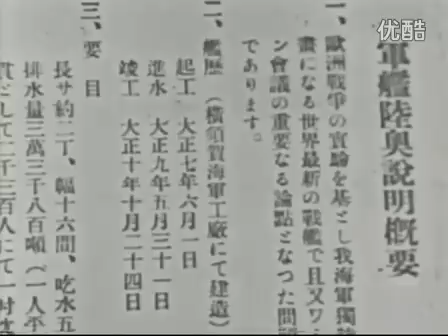 軍艦陸奥說明概要
一、歐洲戰爭の實驗を基とし我海軍獨
畫になる世界最新の戰艦で且又ワ
ン會議の重要なる論點となつた問
であります。
二、艦歷(橫須賀海軍工廠にて建造)
起工 大正七年六月一日
進水 大正九年五月三十一日
竣工 大正十年十月二十四日
三、要目
長サ約二丁、幅十六間、吃水五
排水量三萬三千八百噸(一人平
貫として二千三百人にて一
优酷